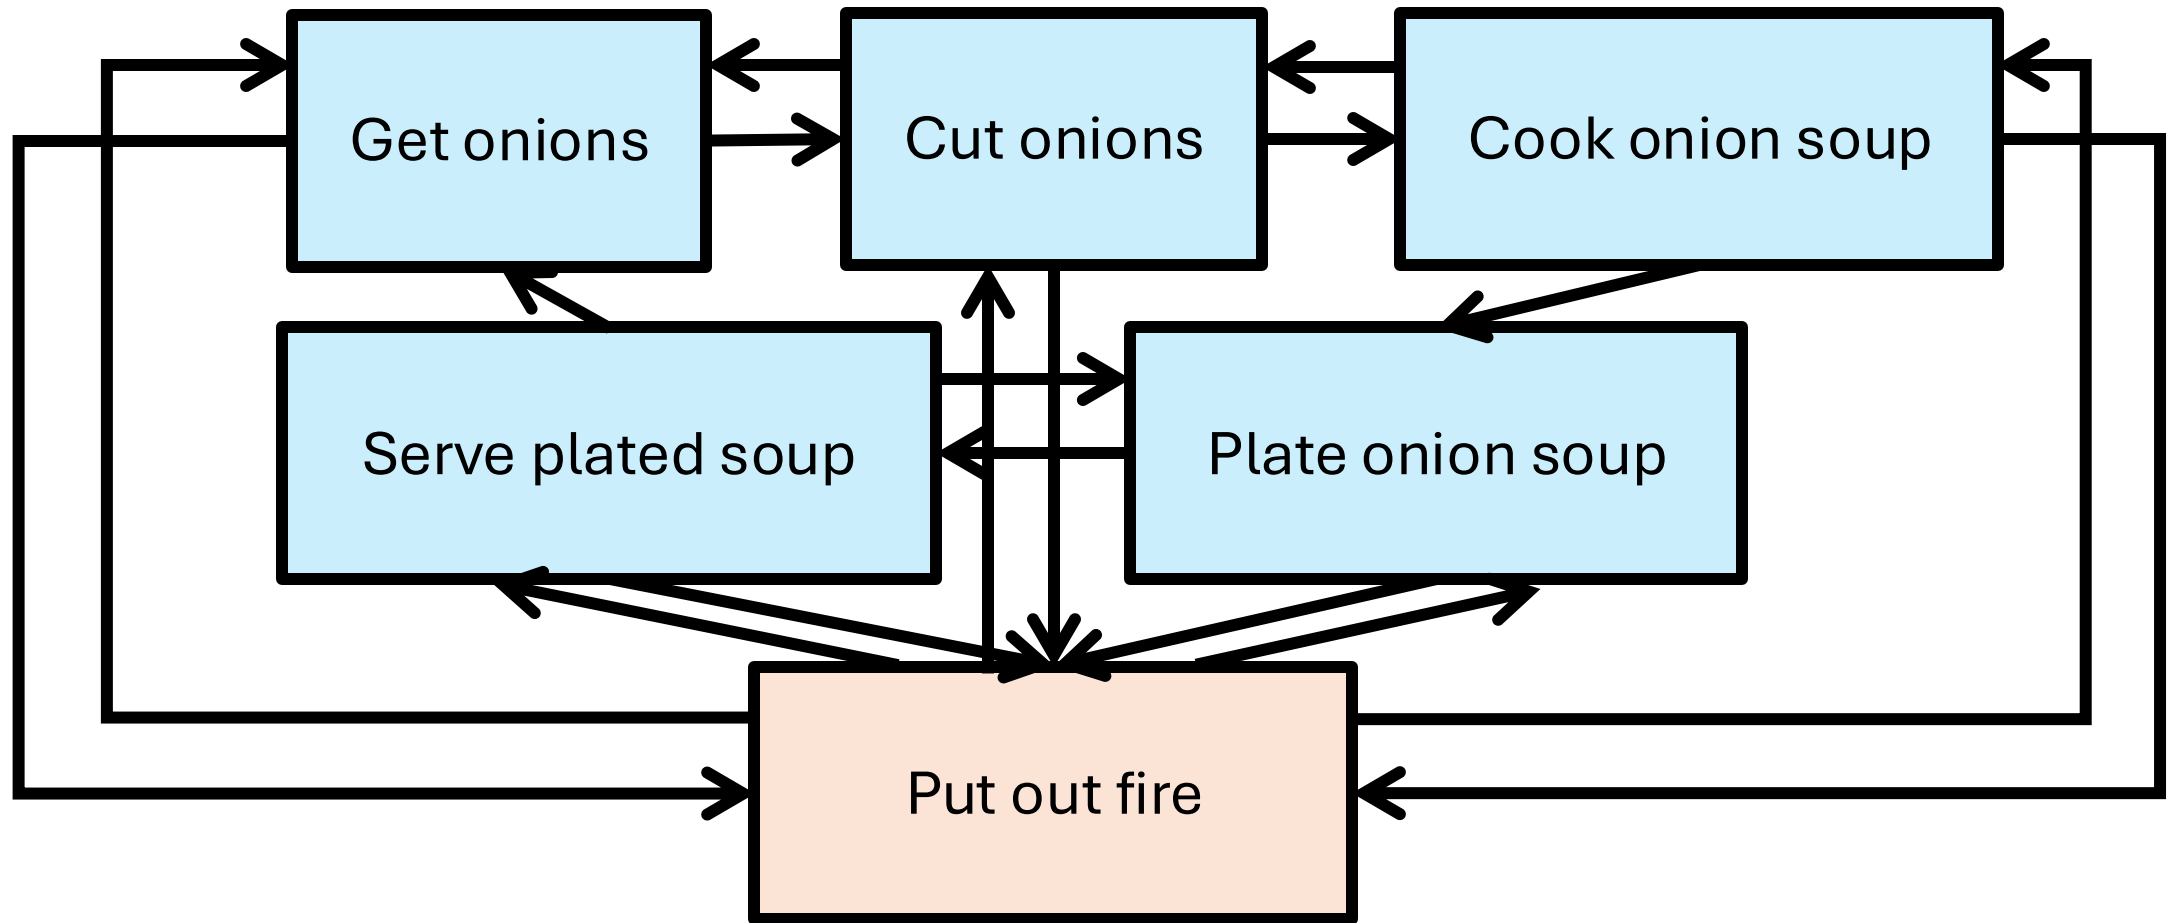 Get onions
Cut onions
Cook onion soup
Serve plated soup
Plate onion soup
Put out fire